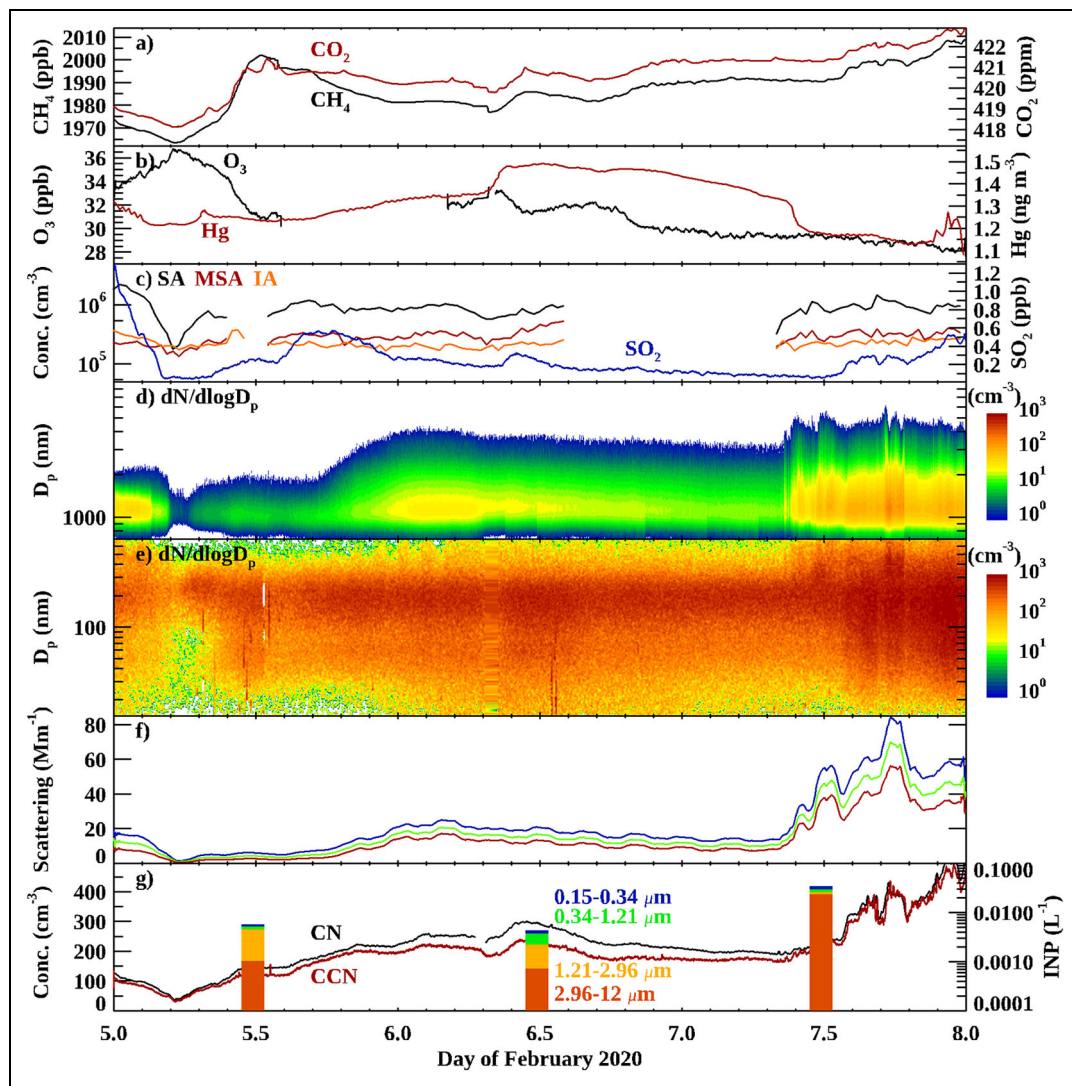 a)
CO2
CH4
2010
2000
1990
1980
1970
CH4 (ppb)
422
421
420
419
418
CO2 (ppm)
b)
O3
Hg
36
34
32
30
28
O3 (ppb)
1.5
1.4
1.3
1.2
1.1
Hg (ng m-3)
c) SA MSA IA
SO2
10^6
10^5
Conc. (cm-3)
1.2
1.0
0.8
0.6
0.4
0.2
SO2 (ppb)
d) dN/dlogDp
1000
Dp (nm)
(cm-3)
10^3
10^2
10^1
10^0
e) dN/dlogDp
100
Dp (nm)
(cm-3)
10^3
10^2
10^1
10^0
f)
80
60
40
20
0
Scattering (Mm-1)
g)
CN
CCN
0.15-0.34 μm
0.34-1.21 μm
1.21-2.96 μm
2.96-12 μm
400
300
200
100
0
Conc. (cm-3)
0.1000
0.0100
0.0010
0.0001
INP (L-1)
5.0 5.5 6.0 6.5 7.0 7.5 8.0
Day of February 2020